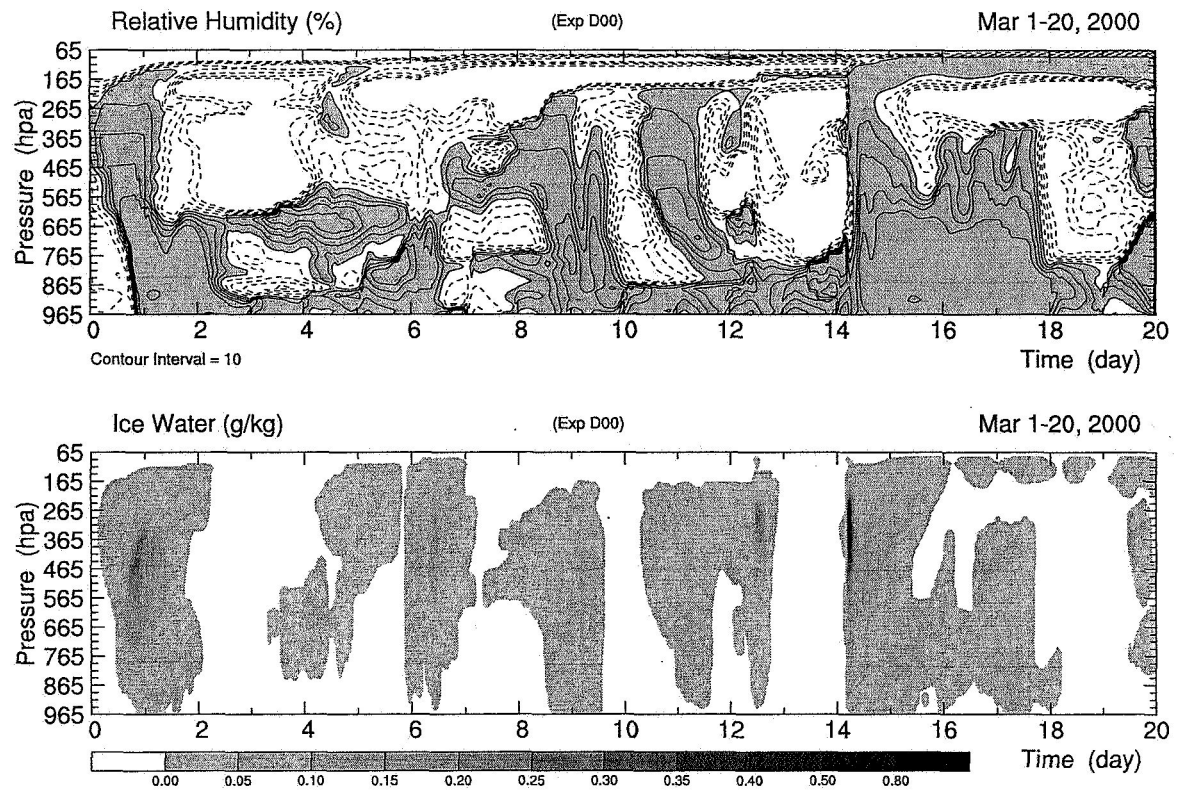 Relative Humidity (%) (Exp D00) Mar 1-20, 2000
Pressure (hpa)
65
165
265
365
465
565
665
765
865
965
0 2 4 6 8 10 12 14 16 18 20
Contour Interval = 10
Time (day)
Ice Water (g/kg) (Exp D00) Mar 1-20, 2000
Pressure (hpa)
65
165
265
365
465
565
665
765
865
965
0 2 4 6 8 10 12 14 16 18 20
Time (day)
0.00 0.05 0.10 0.15 0.20 0.25 0.30 0.35 0.40 0.50 0.80